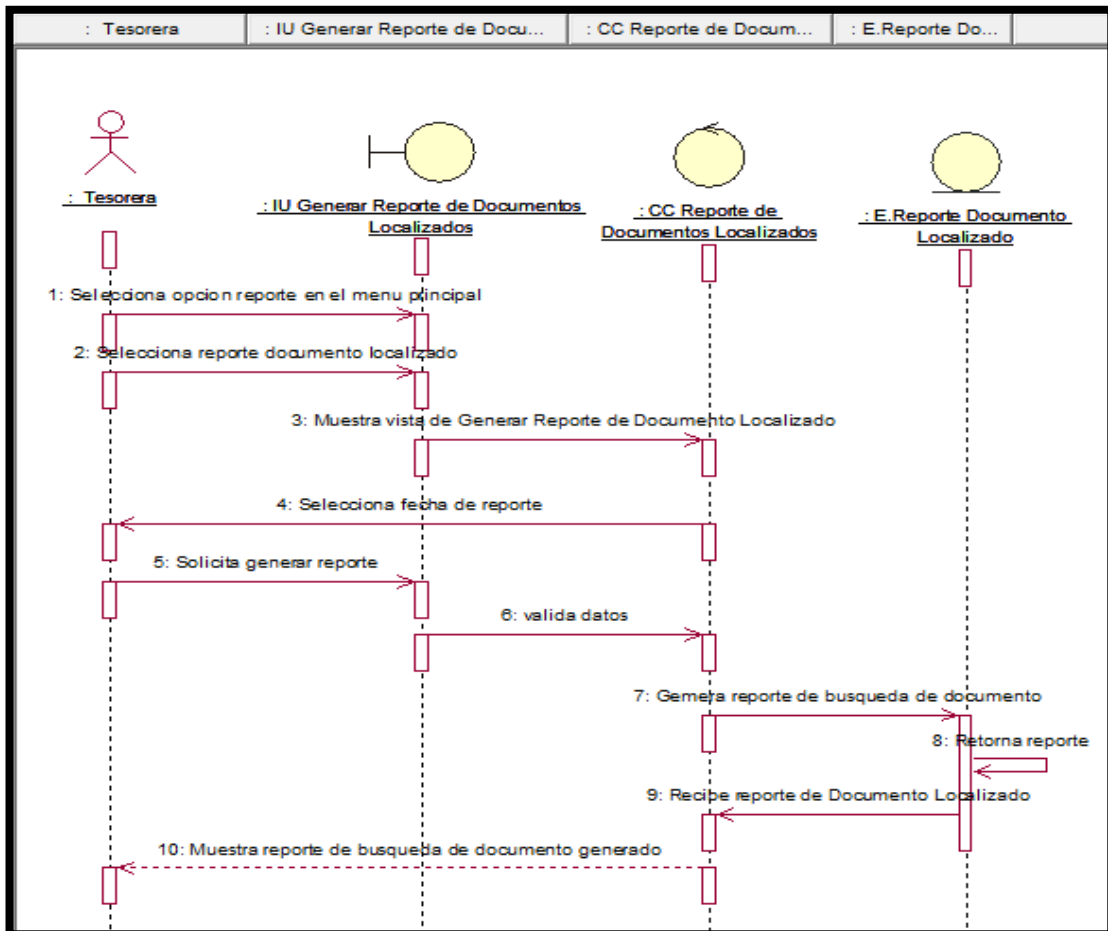 : Tesorera
: IU Generar Reporte de Docu...
: CC Reporte de Docum...
: E.Reporte Do...
: Tesorera
: IU Generar Reporte de Documentos
Localizados
: CC Reporte de
Documentos Localizados
: E.Reporte Documento
Localizado
1: Selecciona opcion reporte en el menu principal
2: Selecciona reporte documento localizado
3: Muestra vista de Generar Reporte de Documento Localizado
4: Selecciona fecha de reporte
5: Solicita generar reporte
6: valida datos
7: Gemera reporte de busqueda de documento
8: Retorna reporte
9: Recibe reporte de Documento Localizado
10: Muestra reporte de busqueda de documento generado